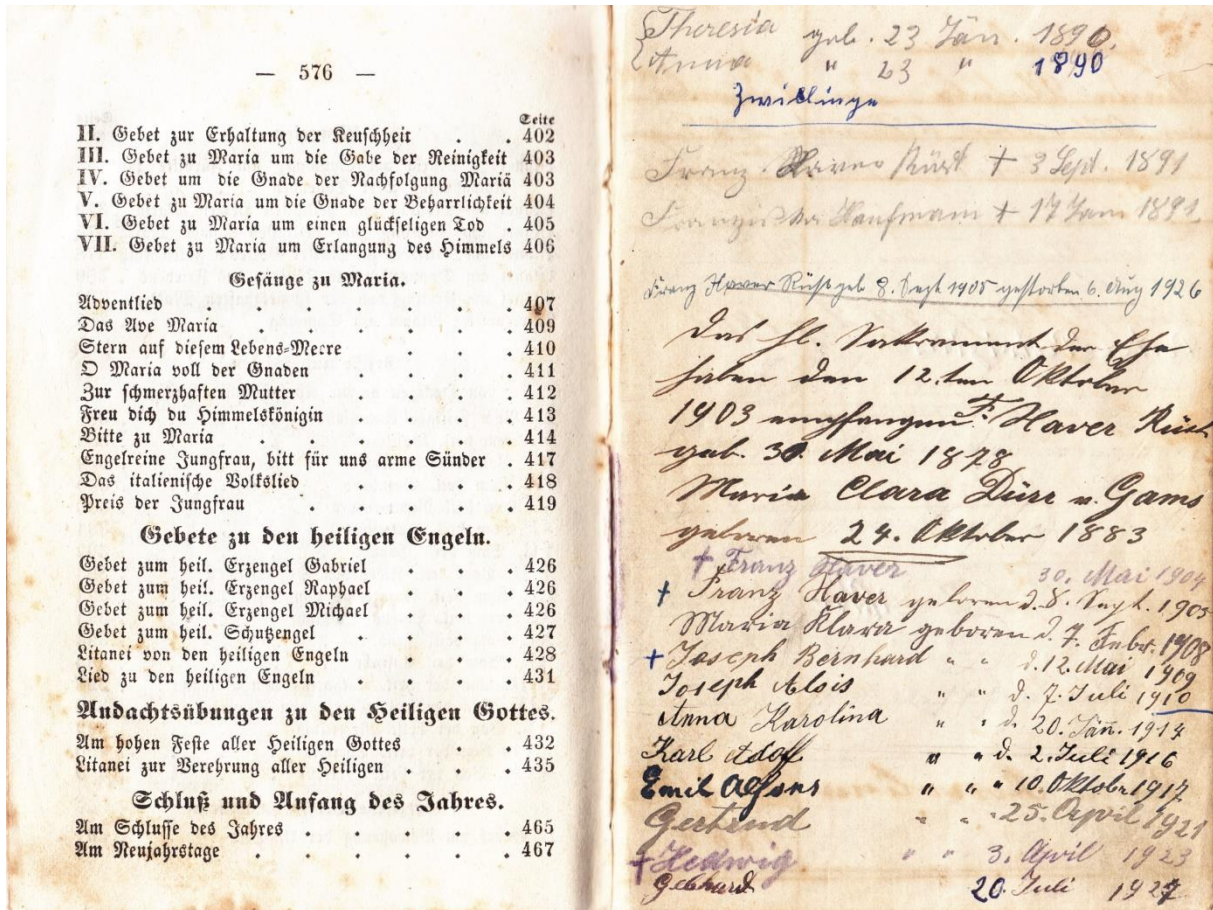 — 576 —
Seite
II. Gebet zur Erhaltung der Keuschheit . . 402
III. Gebet zu Maria um die Gabe der Reinigkeit 403
IV. Gebet um die Gnade der Nachfolgung Mariä 403
V. Gebet zu Maria um die Gnade der Beharrlichkeit 404
VI. Gebet zu Maria um einen glückseligen Tod . 405
VII. Gebet zu Maria um Erlangung des Himmels 406
Gesänge zu Maria.
Adventlied . . . . . . 407
Das Ave Maria . . . . . 409
Stern auf diesem Lebens-Meere . . . 410
O Maria voll der Gnaden . . . . 411
Zur schmerzhaften Mutter . . . . 412
Freu dich du Himmelskönigin . . . 413
Bitte zu Maria . . . . . 414
Engelreine Jungfrau, bitt für uns arme Sünder . 417
Das italienische Volkslied . . . . 418
Preis der Jungfrau . . . . . 419
Gebete zu den heiligen Engeln.
Gebet zum heil. Erzengel Gabriel . . . 426
Gebet zum heil. Erzengel Raphael . . . 426
Gebet zum heil. Erzengel Michael . . . 426
Gebet zum heil. Schutzengel . . . . 427
Litanei von den heiligen Engeln . . . 428
Lied zu den heiligen Engeln . . . . 431
Andachtsübungen zu den Heiligen Gottes.
Am hohen Feste aller Heiligen Gottes . . 432
Litanei zur Verehrung aller Heiligen . . . 435
Schluß und Anfang des Jahres.
Am Schlusse des Jahres . . . . . 465
Am Neujahrstage . . . . . 467
Theresia geb. 23 Jän. 1890.
Anna " 23 " 1890
Zwillinge
Franz Xaver Rüst † 3 Sept. 1891
Franziska Kaufmann † 17 1891
Franz Xaver Rüst geb 8. Sept 1905 gestorben 6. Aug 1926
Das hl. Sakrament der Ehe
haben den 12.ten Oktober
1903 empfangen F: Xaver Rüst
geb. 30. Mai 1878
Maria Clara Dürr v. Gams
geboren 24. Oktober 1883
† Franz Xaver 30. Mai 1904
† Franz Xaver geboren d. 8. Sept. 1905
Maria Klara geboren d. 7. Febr. 1908
† Joseph Bernhard " " d. 12. Mai 1909
Joseph Alois " " d. 7. Juli 1910
Anna Karolina " " d. 20. Jän. 1914
Karl Adolf " " d. 2. Juli 1916
Emil Alfons " " " 10. Oktobr 1917
Gertrud " " " 25. April 1921
† Hedwig " " 3. April 1923
Gebhard 20. Juli